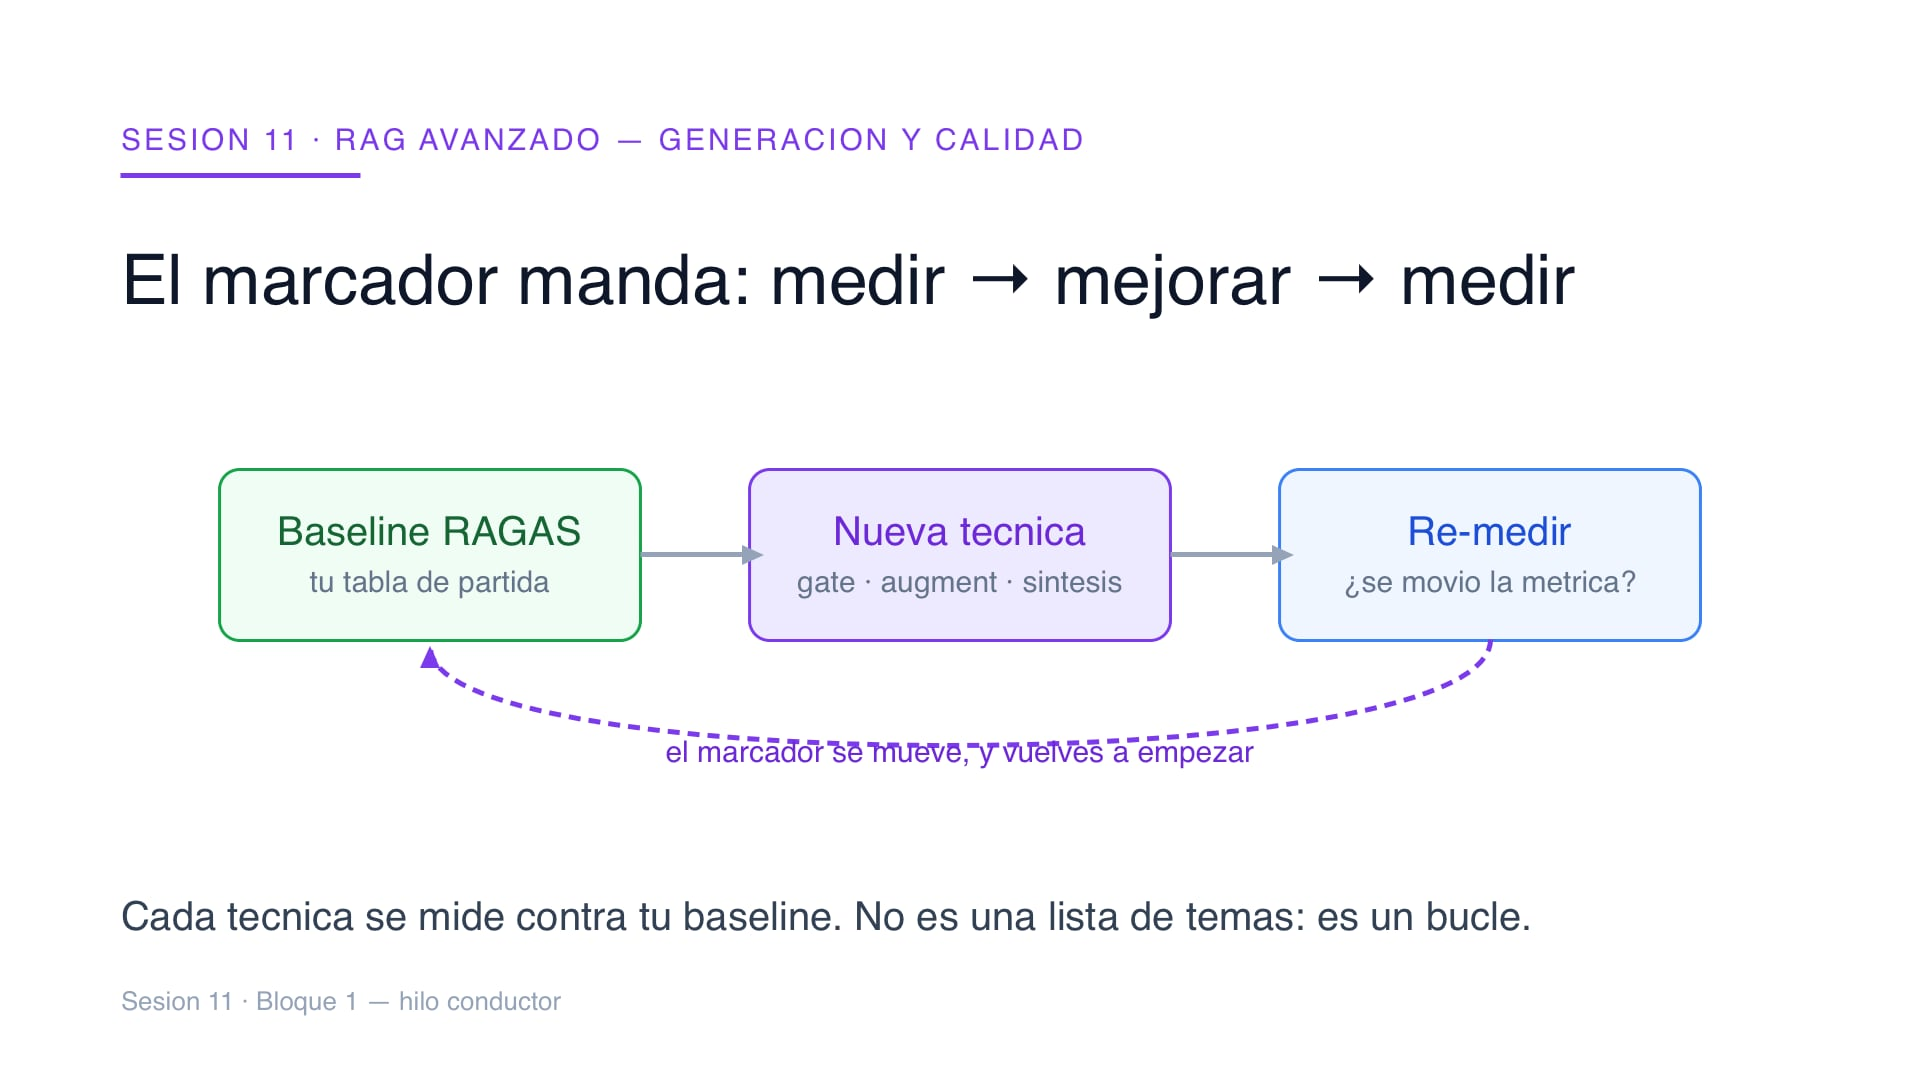 SESION 11 · RAG AVANZADO — GENERACION Y CALIDAD
El marcador manda: medir → mejorar → medir
Baseline RAGAS
tu tabla de partida
Nueva tecnica
gate · augment · sintesis
Re-medir
¿se movio la metrica?
el marcador se mueve, y vuelves a empezar
Cada tecnica se mide contra tu baseline. No es una lista de temas: es un bucle.
Sesion 11 · Bloque 1 — hilo conductor